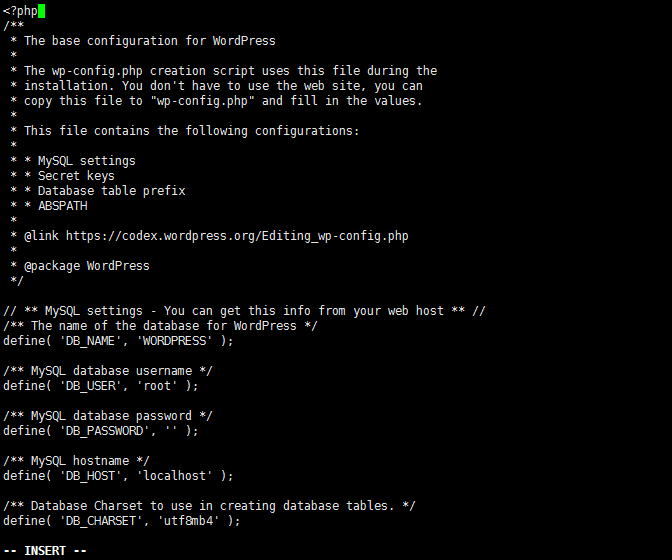 <?php
/**
 * The base configuration for WordPress
 *
 * The wp-config.php creation script uses this file during the
 * installation. You don't have to use the web site, you can
 * copy this file to "wp-config.php" and fill in the values.
 *
 * This file contains the following configurations:
 *
 * * MySQL settings
 * * Secret keys
 * * Database table prefix
 * * ABSPATH
 *
 * @link https://codex.wordpress.org/Editing_wp-config.php
 *
 * @package WordPress
 */

// ** MySQL settings - You can get this info from your web host ** //
/** The name of the database for WordPress */
define( 'DB_NAME', 'WORDPRESS' );

/** MySQL database username */
define( 'DB_USER', 'root' );

/** MySQL database password */
define( 'DB_PASSWORD', '' );

/** MySQL hostname */
define( 'DB_HOST', 'localhost' );

/** Database Charset to use in creating database tables. */
define( 'DB_CHARSET', 'utf8mb4' );

-- INSERT --